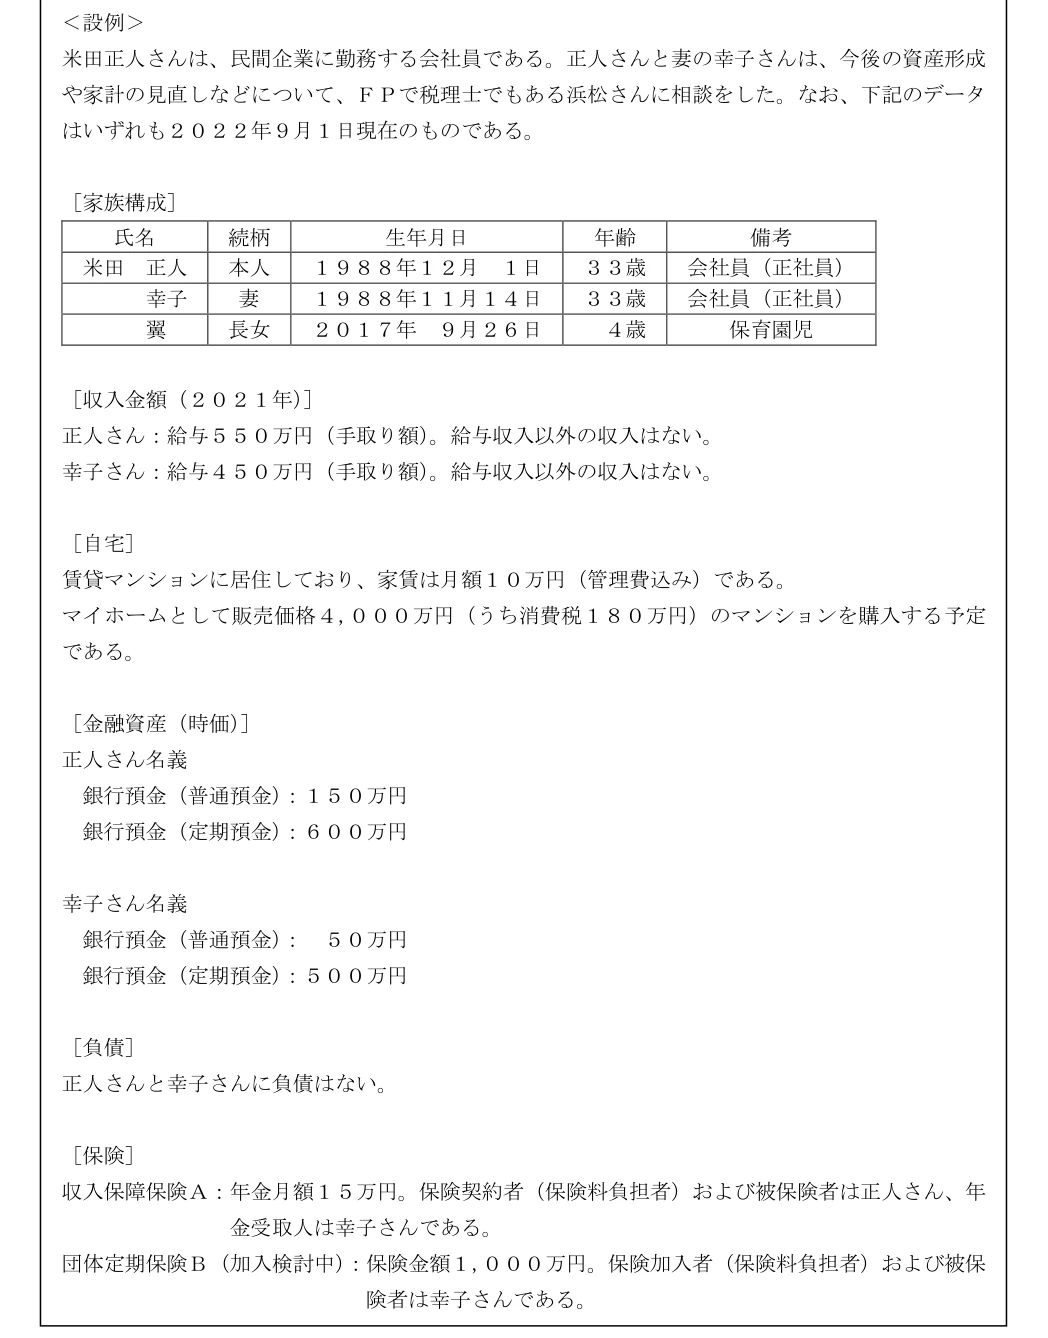 ＜設例＞
米田正人さんは、民間企業に勤務する会社員である。正人さんと妻の幸子さんは、今後の資産形成
や家計の見直しなどについて、ＦＰで税理士でもある浜松さんに相談をした。なお、下記のデータ
はいずれも２０２２年９月１日現在のものである。
［家族構成］
氏名 続柄 生年月日 年齢 備考
米田　正人 本人 １９８８年１２月　１日 ３３歳 会社員（正社員）
幸子 妻 １９８８年１１月１４日 ３３歳 会社員（正社員）
翼 長女 ２０１７年　９月２６日 ４歳 保育園児
［収入金額（２０２１年）］
正人さん：給与５５０万円（手取り額）。給与収入以外の収入はない。
幸子さん：給与４５０万円（手取り額）。給与収入以外の収入はない。
［自宅］
賃貸マンションに居住しており、家賃は月額１０万円（管理費込み）である。
マイホームとして販売価格４，０００万円（うち消費税１８０万円）のマンションを購入する予定
である。
［金融資産（時価）］
正人さん名義
銀行預金（普通預金）：１５０万円
銀行預金（定期預金）：６００万円
幸子さん名義
銀行預金（普通預金）：　５０万円
銀行預金（定期預金）：５００万円
［負債］
正人さんと幸子さんに負債はない。
［保険］
収入保障保険Ａ：年金月額１５万円。保険契約者（保険料負担者）および被保険者は正人さん、年
金受取人は幸子さんである。
団体定期保険Ｂ（加入検討中）：保険金額１，０００万円。保険加入者（保険料負担者）および被保
険者は幸子さんである。